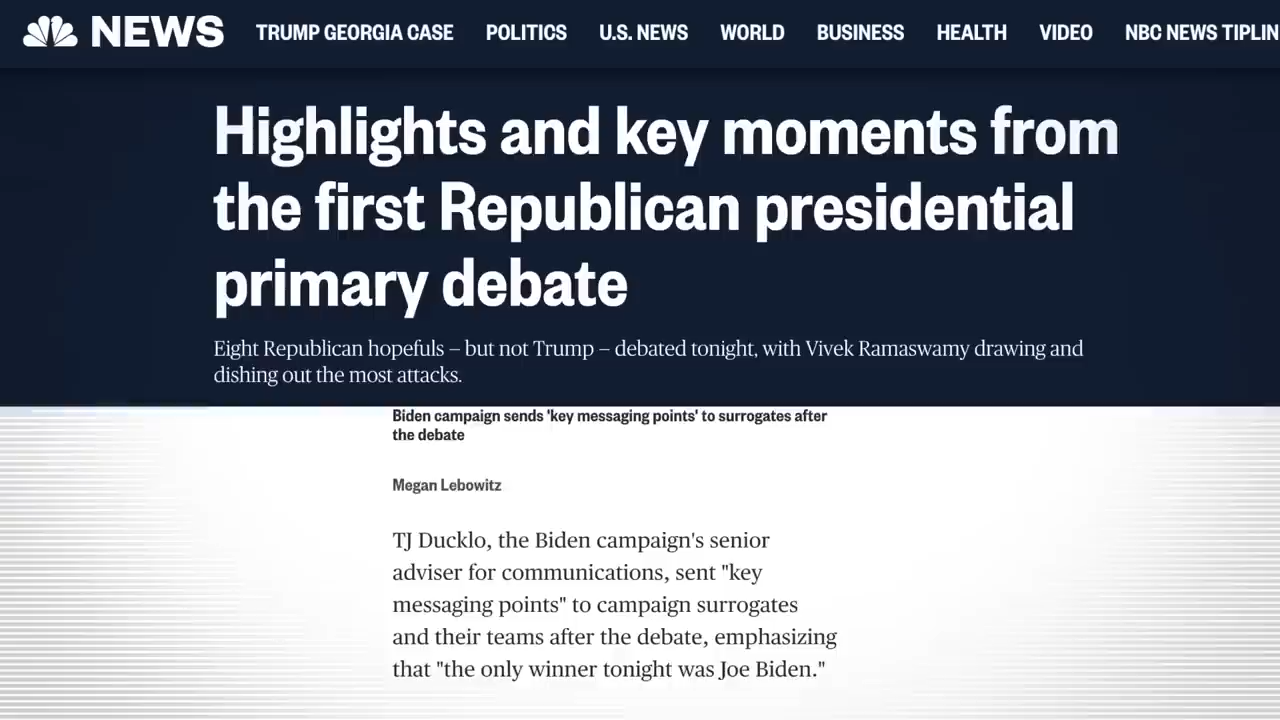 NEWS TRUMP GEORGIA CASE POLITICS U.S. NEWS WORLD BUSINESS HEALTH VIDEO NBC NEWS TIPLIN
Highlights and key moments from
the first Republican presidential
primary debate
Eight Republican hopefuls – but not Trump – debated tonight, with Vivek Ramaswamy drawing and
dishing out the most attacks.
Biden campaign sends 'key messaging points' to surrogates after
the debate
Megan Lebowitz
TJ Ducklo, the Biden campaign's senior
adviser for communications, sent "key
messaging points" to campaign surrogates
and their teams after the debate, emphasizing
that "the only winner tonight was Joe Biden."